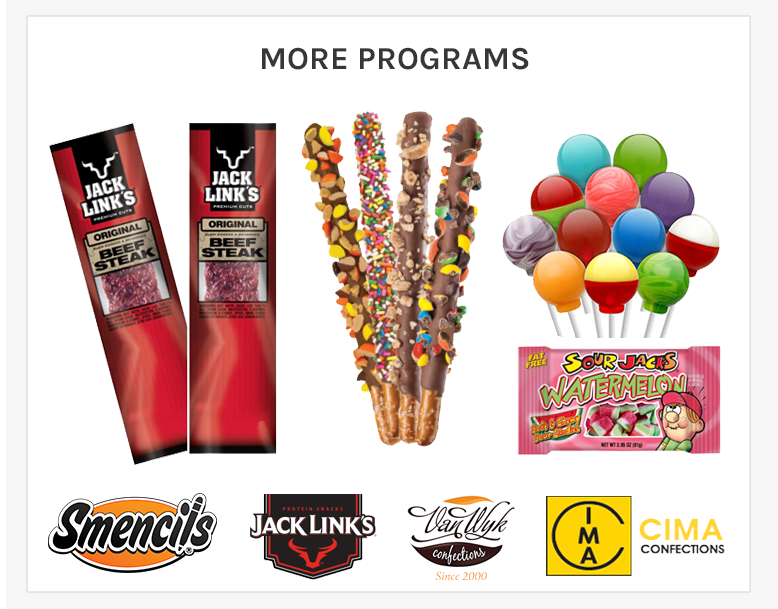 MORE PROGRAMS
JACK
LINK'S
PREMIUM CUTS
ORIGINAL
BEEF
STEAK
JACK
LINK'S
PREMIUM CUTS
ORIGINAL
BEEF
STEAK
FAT
FREE
SOUR JACKS
WATERMELON
NET WT 2.86 OZ (81g)
Smencils®
PROTEIN SNACKS
JACK LINK'S
Van Wyk
confections
Since 2000
CIMA
CIMA
CONFECTIONS